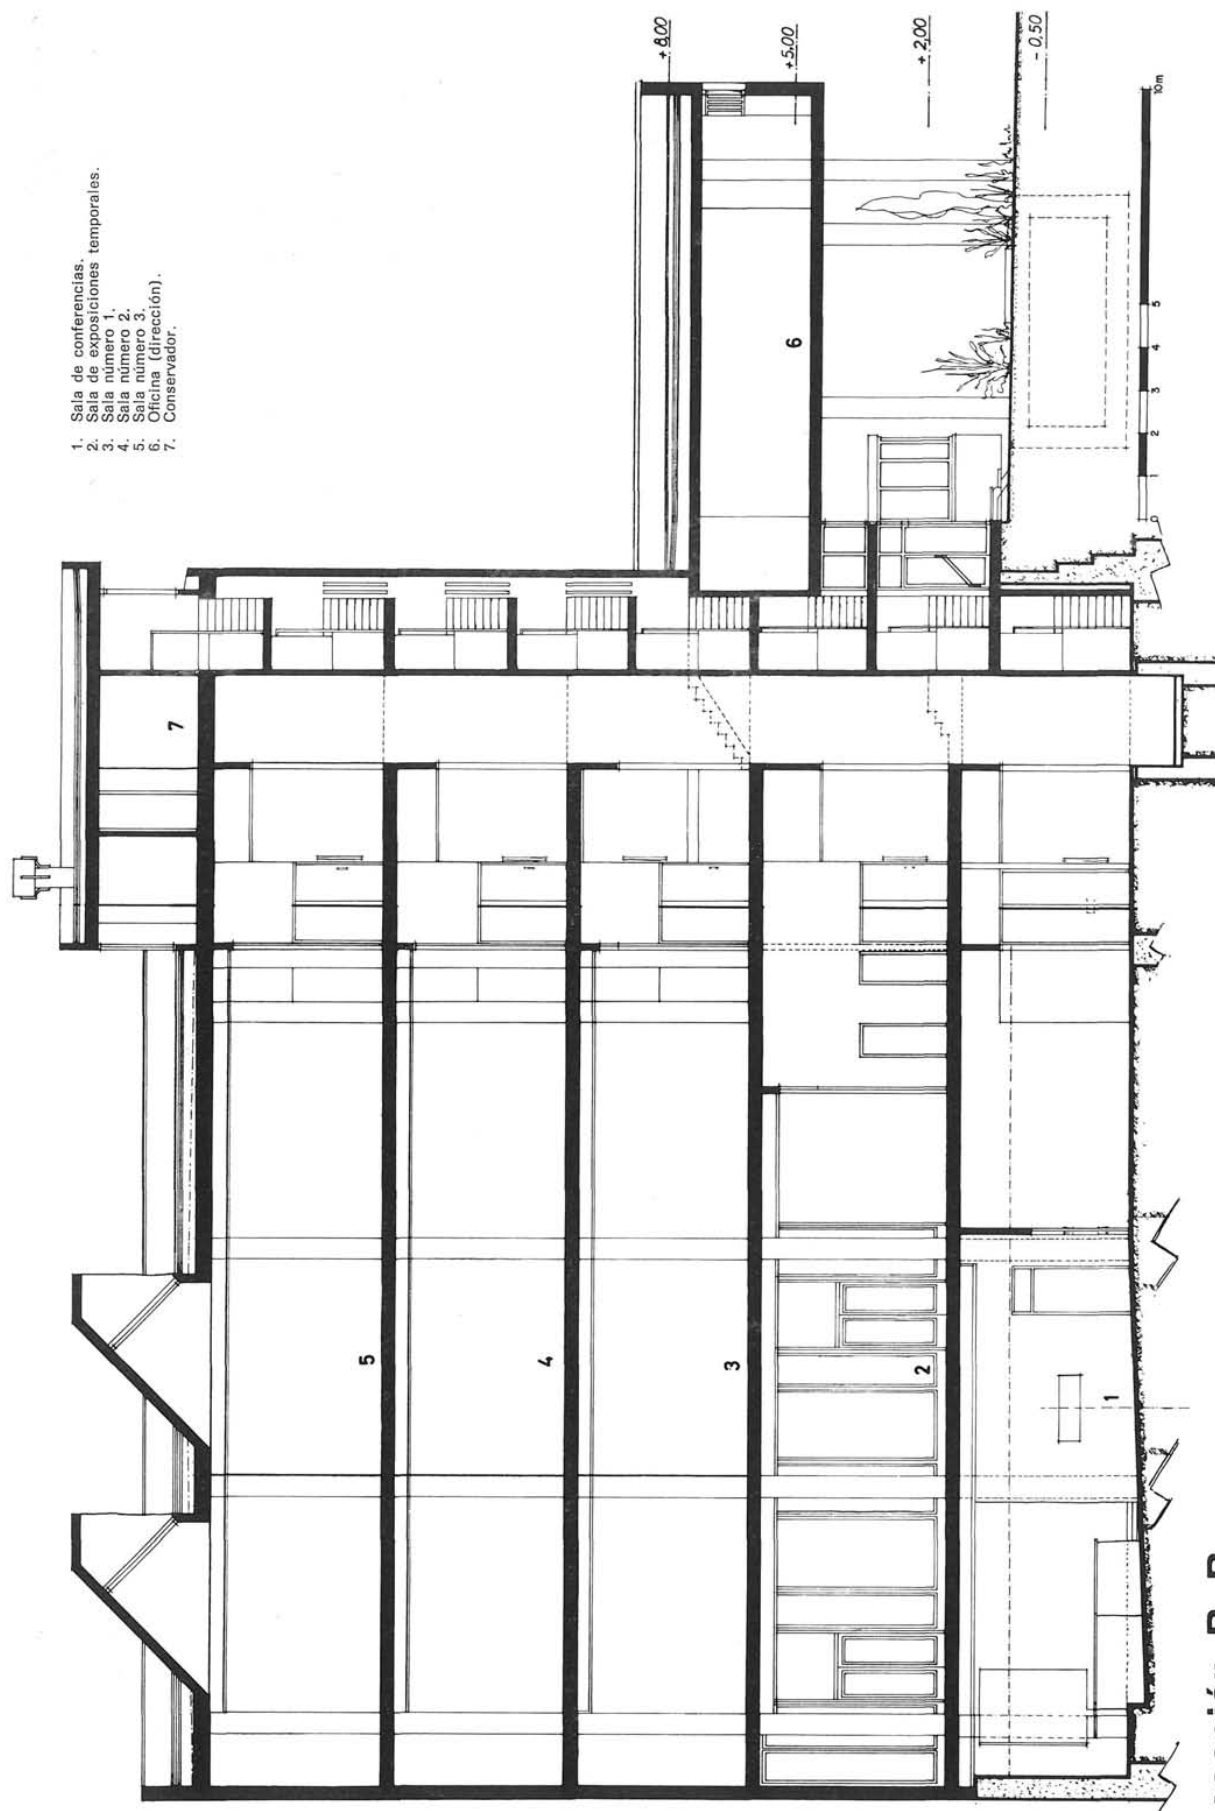 1. Sala de conferencias.
2. Sala de exposiciones temporales.
3. Sala número 1.
4. Sala número 2.
5. Sala número 3.
6. Oficina (dirección).
7. Conservador.
+8,00
+5,00
+2,00
-0,50
7
6
5
4
3
2
1
0 1 2 3 4 5 10m